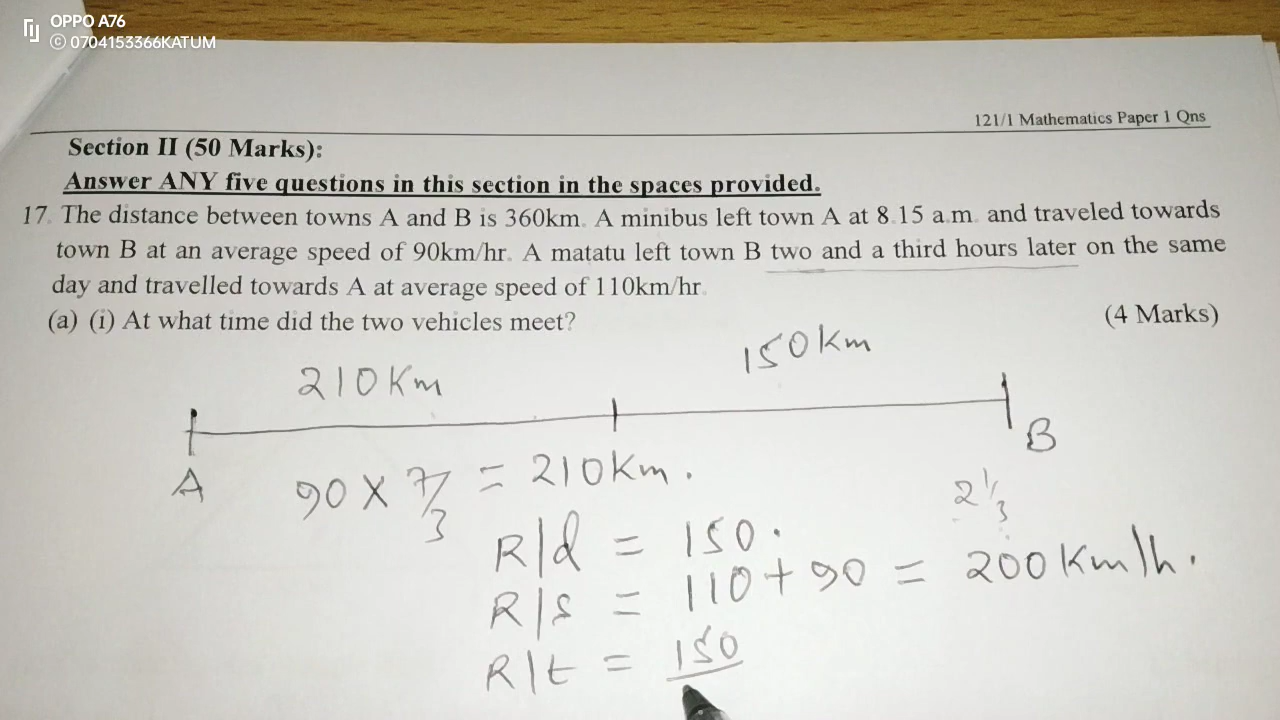 OPPO A76
© 0704153366KATUM
121/1 Mathematics Paper 1 Qns
Section II (50 Marks):
Answer ANY five questions in this section in the spaces provided.
17. The distance between towns A and B is 360km. A minibus left town A at 8.15 a.m. and traveled towards
town B at an average speed of 90km/hr. A matatu left town B two and a third hours later on the same
day and travelled towards A at average speed of 110km/hr.
(a) (i) At what time did the two vehicles meet? (4 Marks)
210Km 150km
A B
90 × 7/3 = 210Km. 2 1/3
R/d = 150.
R/s = 110+90 = 200Km/h.
R/t = 150